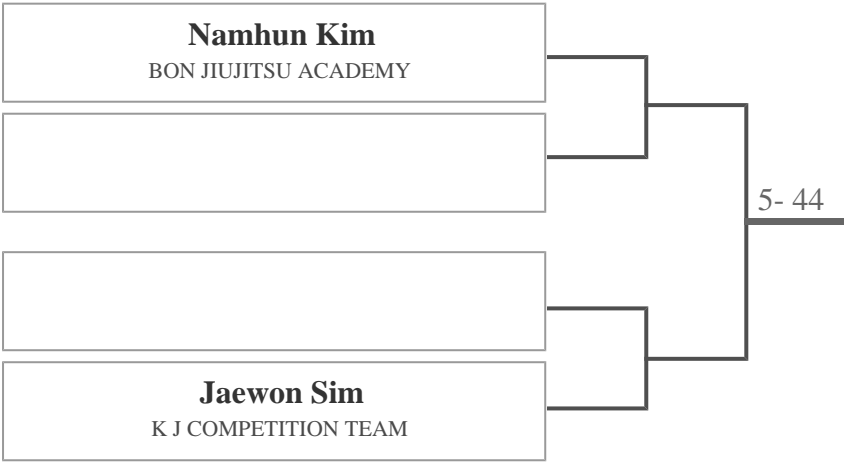 Namhun Kim
BON JIUJITSU ACADEMY
5- 44
Jaewon Sim
K J COMPETITION TEAM